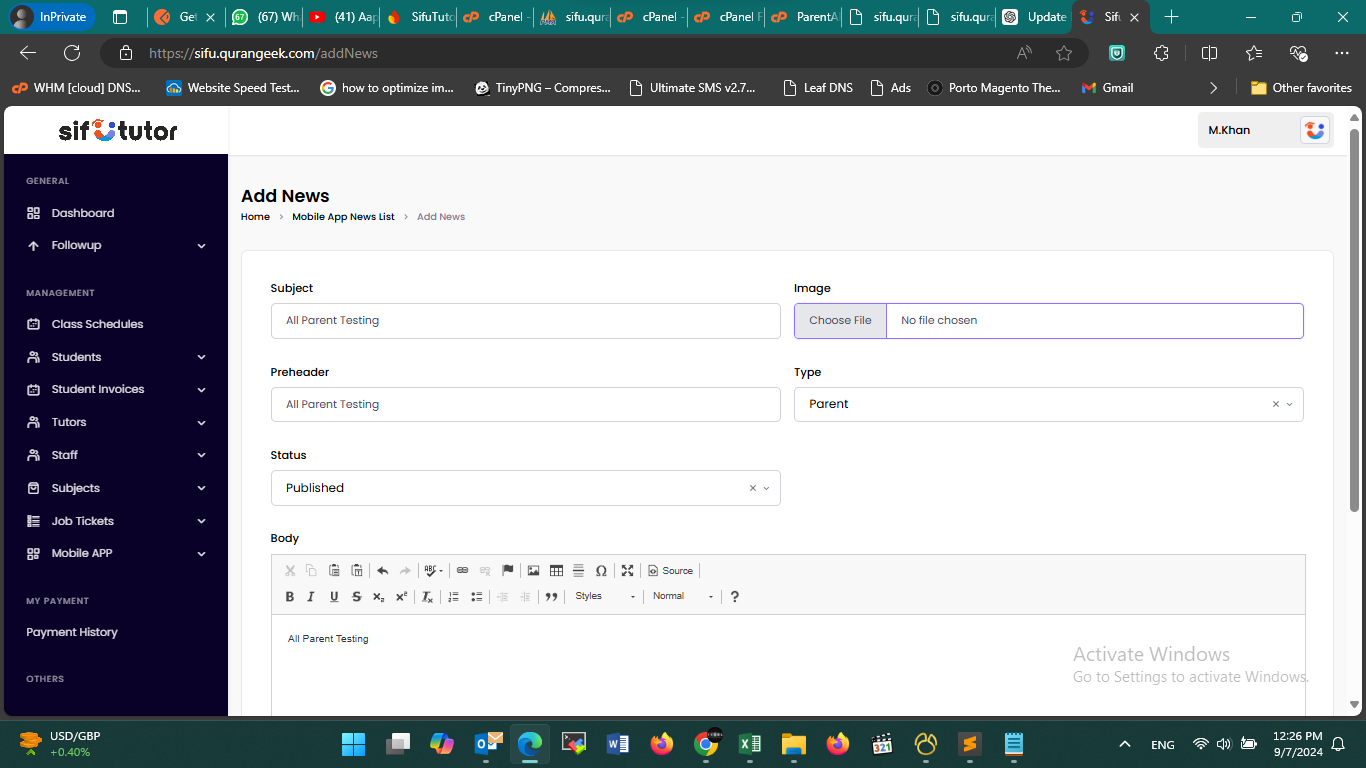 InPrivate
Get
67
(67) Wh
(41) Aap
SifuTuto
cPanel -
sifu.qura
cPanel -
cPanel F
ParentA
sifu.qura
sifu.qura
Update
Sif
https://sifu.qurangeek.com/addNews
WHM [cloud] DNS...
Website Speed Test...
how to optimize im...
TinyPNG – Compres...
Ultimate SMS v2.7...
Leaf DNS
Ads
Porto Magento The...
Gmail
Other favorites
sifututor
M.Khan
GENERAL
Dashboard
Followup
MANAGEMENT
Class Schedules
Students
Student Invoices
Tutors
Staff
Subjects
Job Tickets
Mobile APP
MY PAYMENT
Payment History
OTHERS
Add News
Home > Mobile App News List > Add News
Subject
All Parent Testing
Image
Choose File
No file chosen
Preheader
All Parent Testing
Type
Parent
Status
Published
Body
Source
Styles
Normal
All Parent Testing
Activate Windows
Go to Settings to activate Windows.
USD/GBP
+0.40%
321
ENG
12:26 PM
9/7/2024